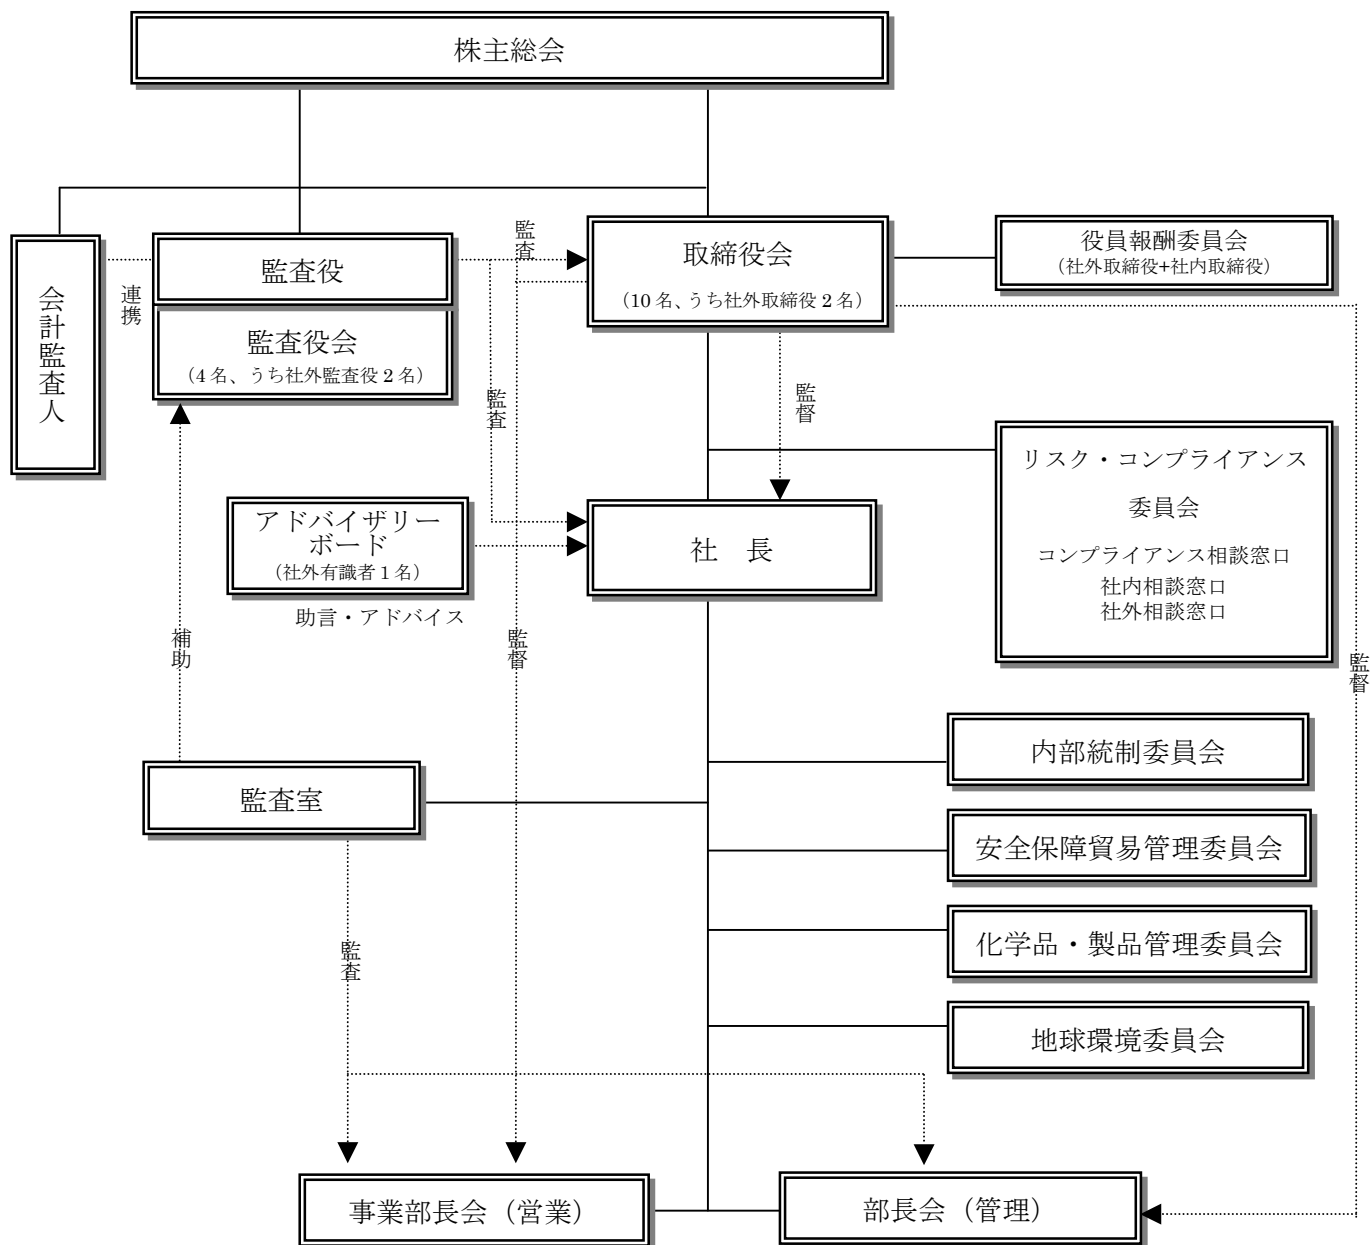 株主総会
監査
取締役会
（10 名、うち社外取締役 2 名）
役員報酬委員会
（社外取締役+社内取締役）
会計監査人
連携
監査役
監査役会
（4 名、うち社外監査役 2 名）
監査
監督
リスク・コンプライアンス
委員会
コンプライアンス相談窓口
社内相談窓口
社外相談窓口
アドバイザリー
ボード
（社外有識者 1 名）
助言・アドバイス
社　長
補助
監督
監督
内部統制委員会
監査室
安全保障貿易管理委員会
監査
化学品・製品管理委員会
地球環境委員会
事業部長会（営業）
部長会（管理）